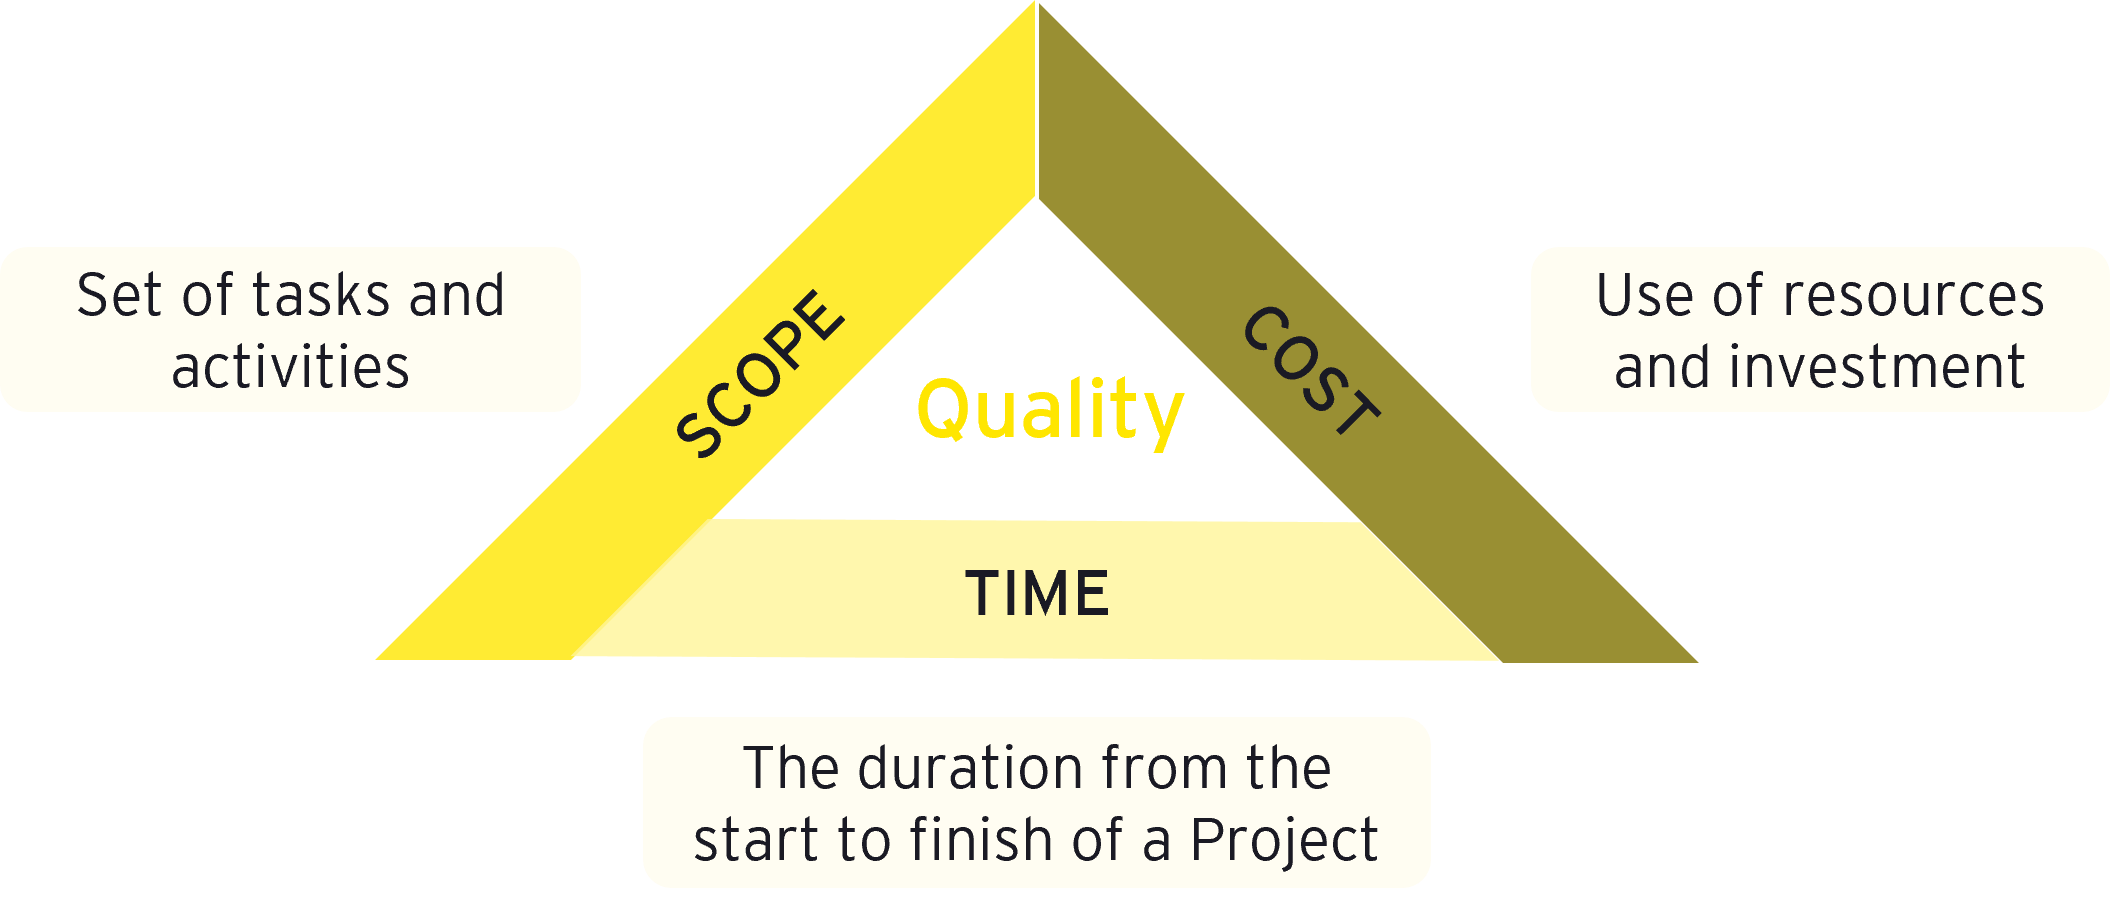 Set of tasks and
activities
SCOPE
Quality
COST
Use of resources
and investment
TIME
The duration from the
start to finish of a Project